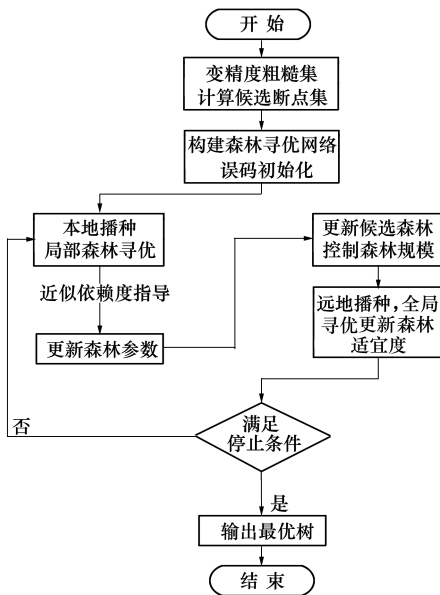 开 始
变精度粗糙集
计算候选断点集
构建森林寻优网络
误码初始化
本地播种
局部森林寻优
近似依赖度指导
更新森林参数
更新候选森林
控制森林规模
远地播种,全局
寻优更新森林
适宜度
满足
停止条件
否
是
输出最优树
结 束